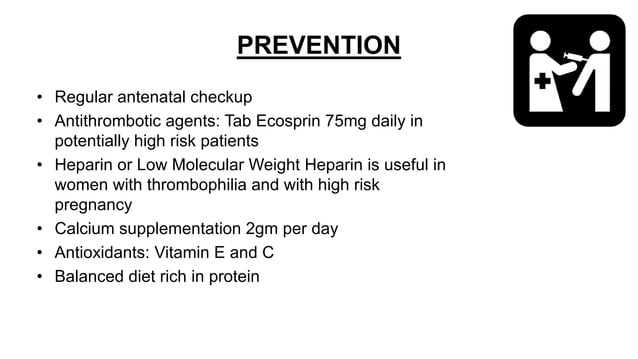 PREVENTION
• Regular antenatal checkup
• Antithrombotic agents: Tab Ecosprin 75mg daily in
potentially high risk patients
• Heparin or Low Molecular Weight Heparin is useful in
women with thrombophilia and with high risk
pregnancy
• Calcium supplementation 2gm per day
• Antioxidants: Vitamin E and C
• Balanced diet rich in protein